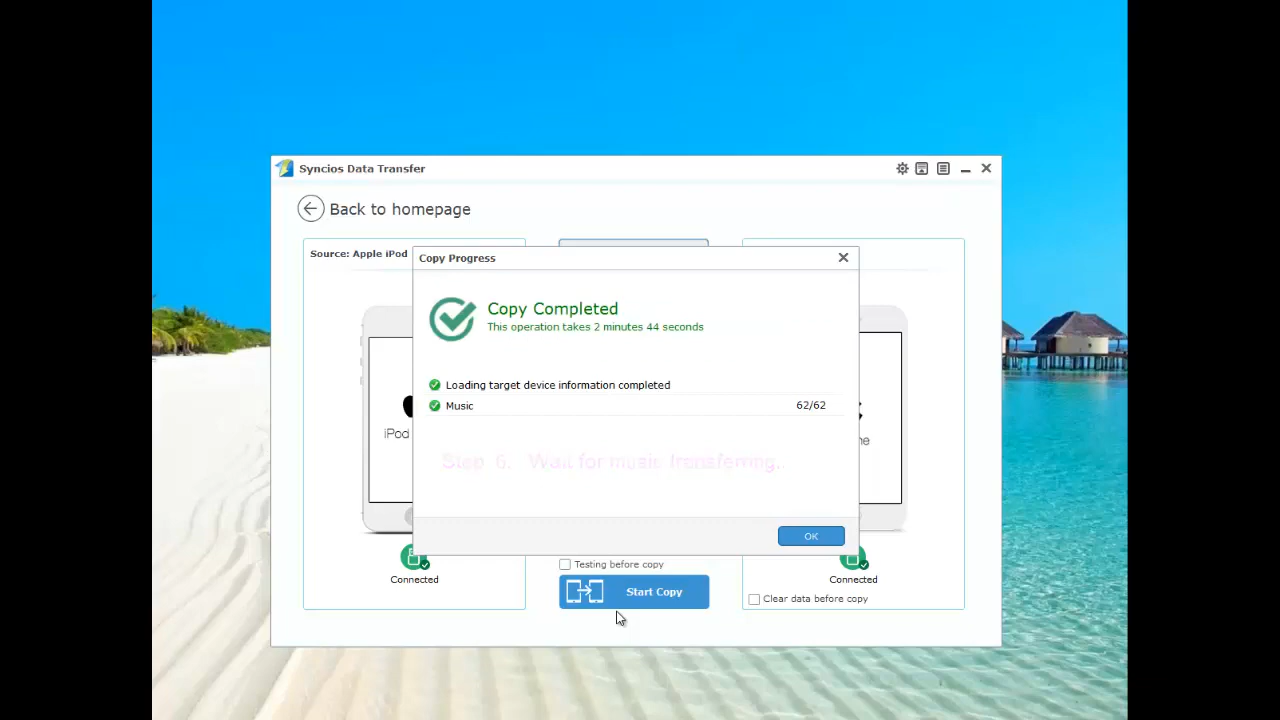 Syncios Data Transfer
Back to homepage
Source: Apple iPod
Copy Progress
Copy Completed
This operation takes 2 minutes 44 seconds
Loading target device information completed
Music 62/62
iPod
ne
Step 6. Wait for music transferring..
OK
Connected
Testing before copy
Connected
Start Copy
Clear data before copy